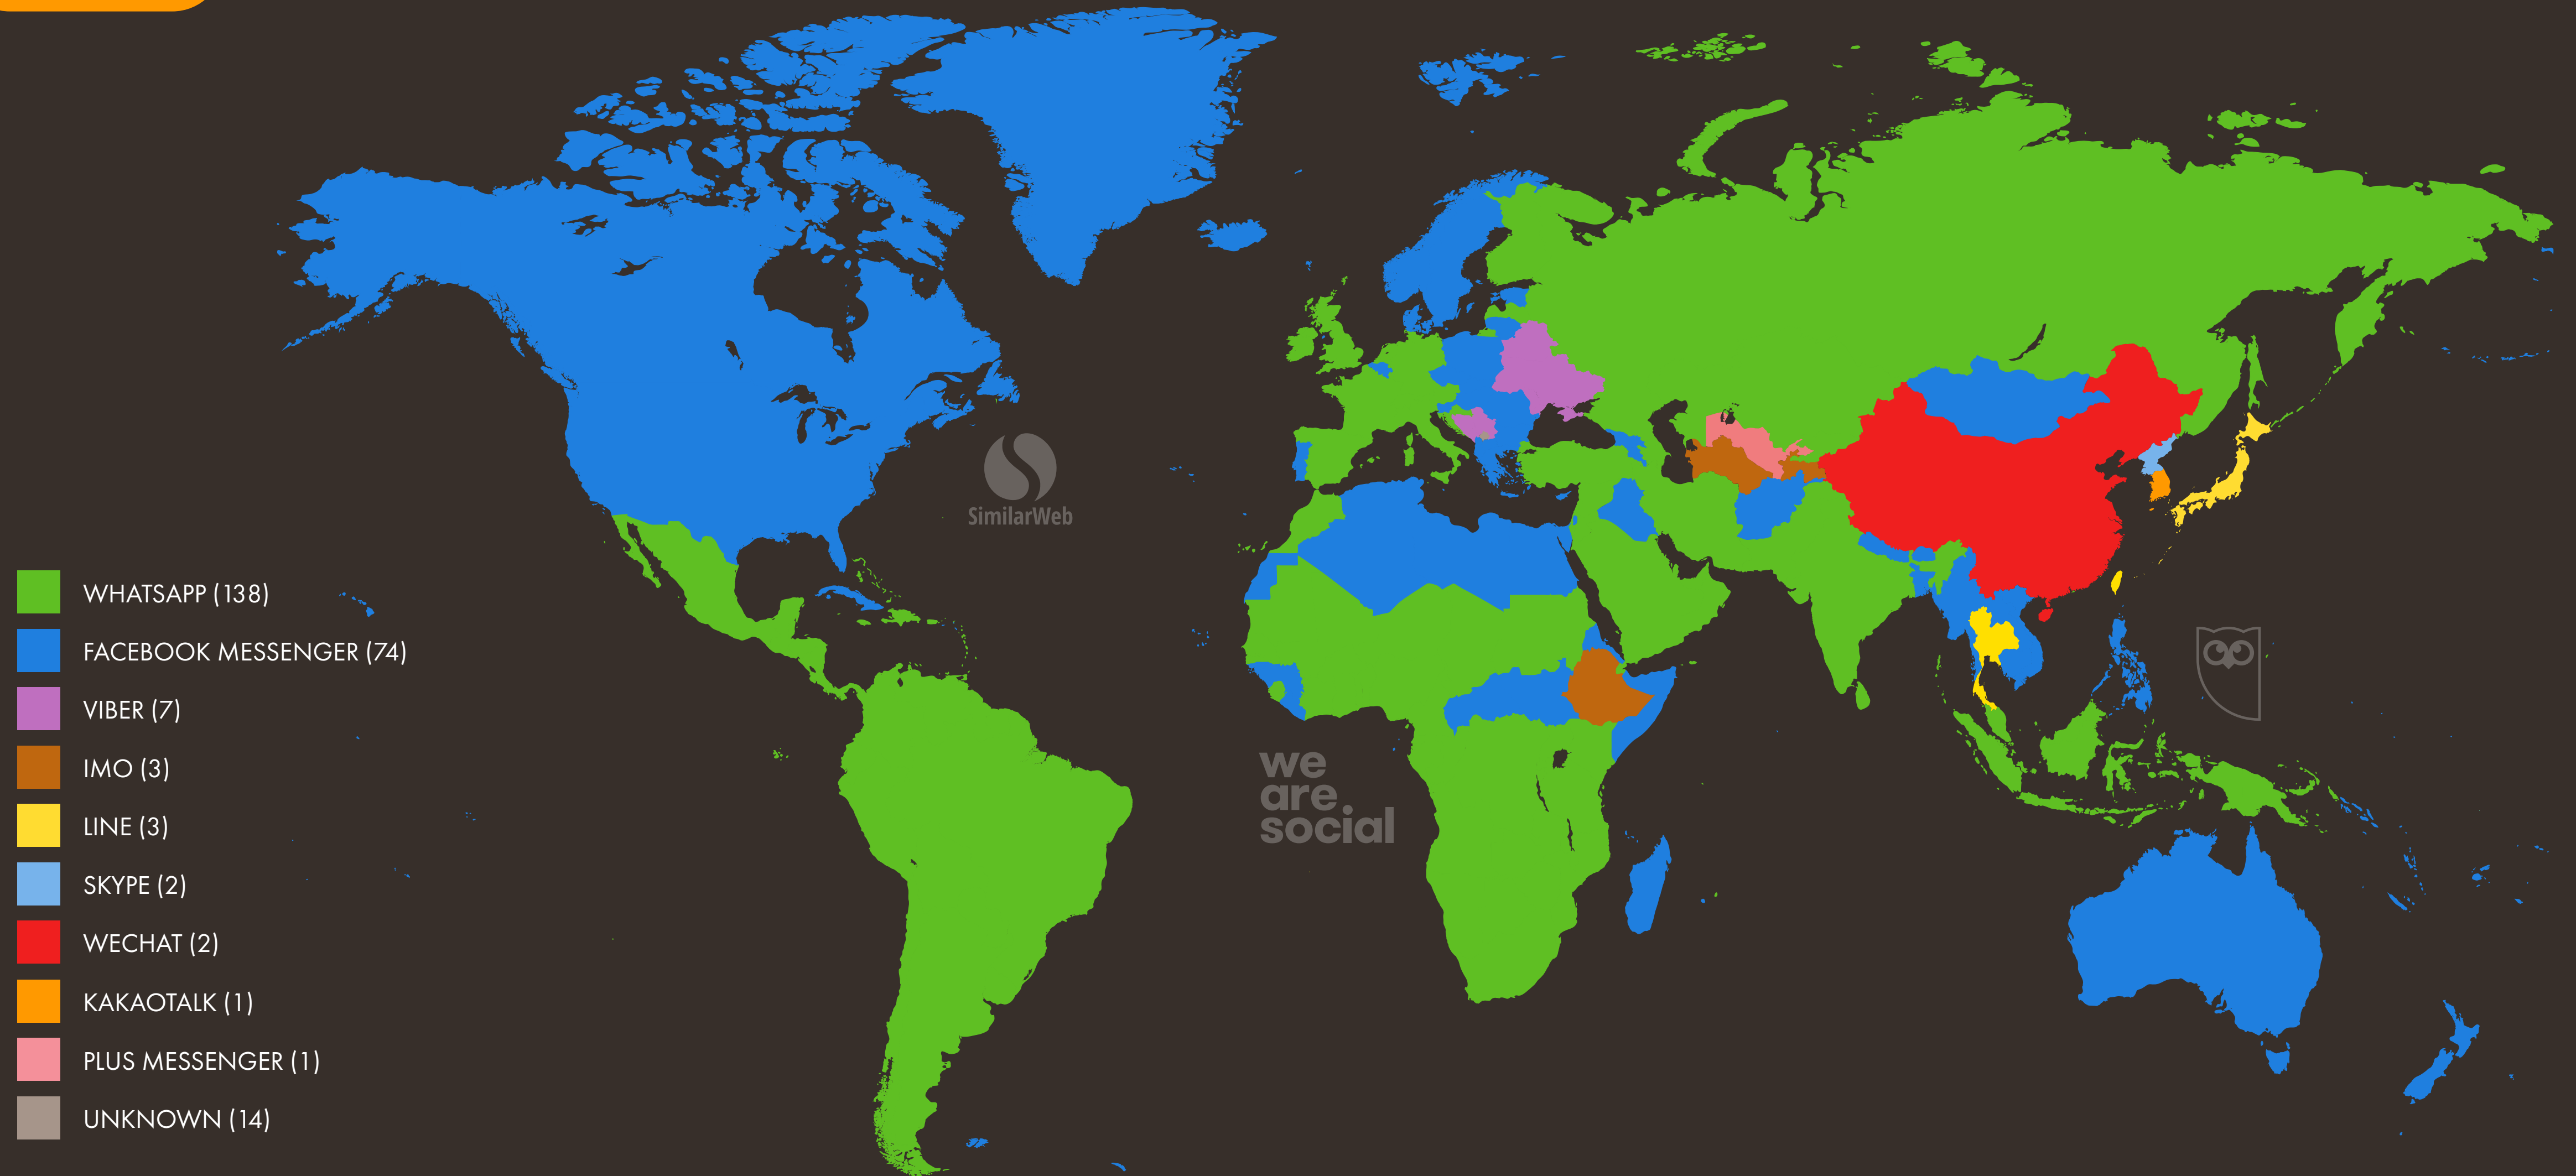 SimilarWeb
WHATSAPP (138)
FACEBOOK MESSENGER (74)
VIBER (7)
IMO (3)
LINE (3)
SKYPE (2)
WECHAT (2)
KAKAOTALK (1)
PLUS MESSENGER (1)
UNKNOWN (14)
we
are
social